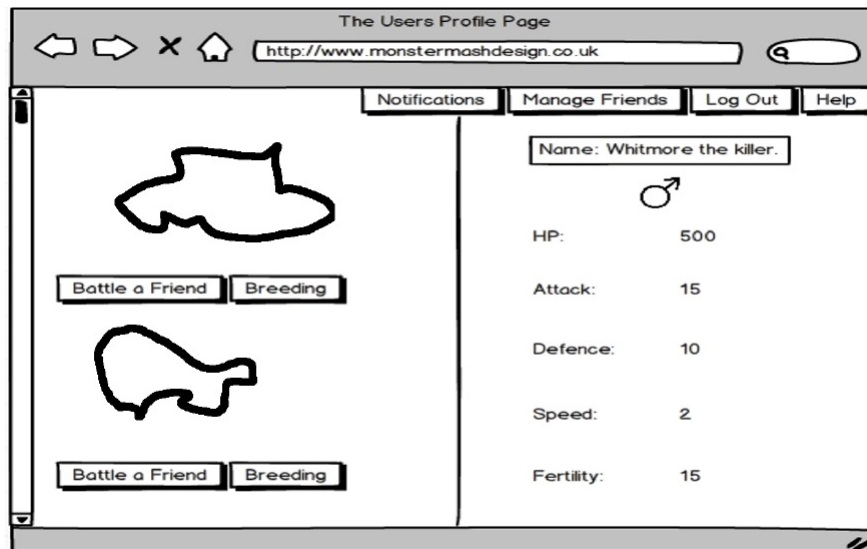 The Users Profile Page
http://www.monstermashdesign.co.uk
Notifications Manage Friends Log Out Help
Name: Whitmore the killer.
HP: 500
Attack: 15
Defence: 10
Speed: 2
Fertility: 15
Battle a Friend Breeding
Battle a Friend Breeding